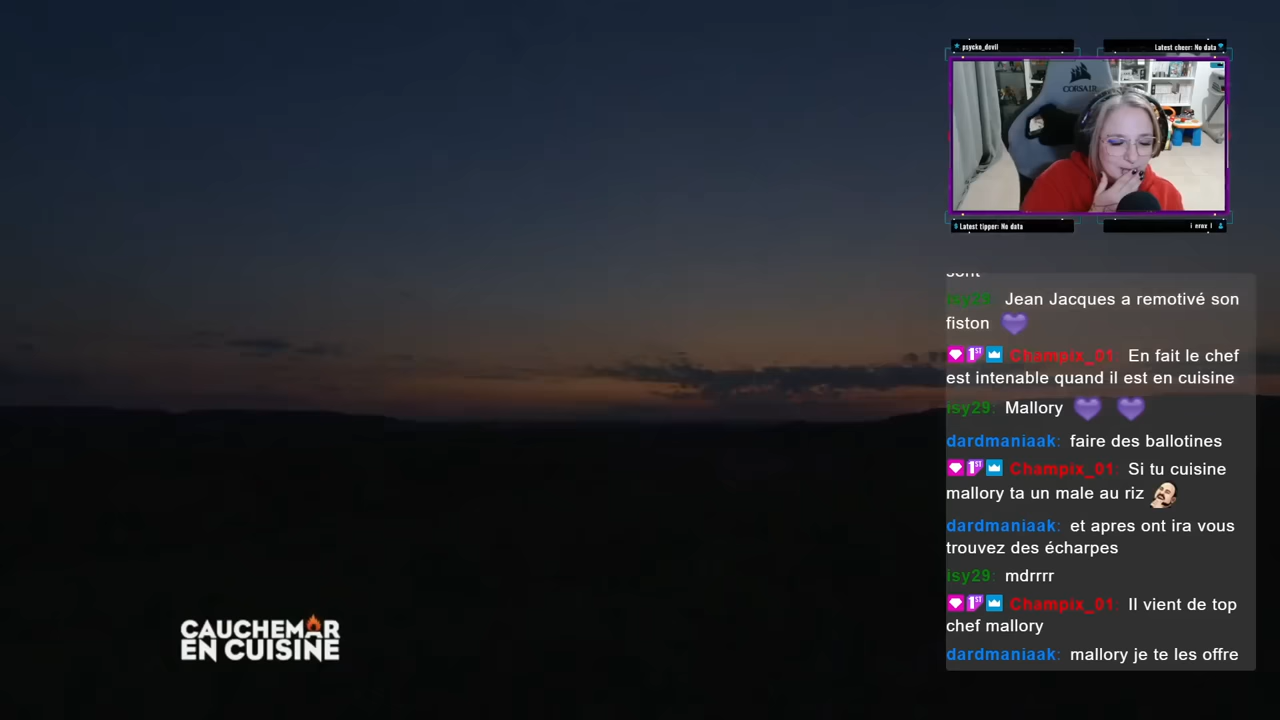 psycko_devil
Latest cheer: No data
CORSAIR
Latest tipper: No data
sont
isy29: Jean Jacques a remotivé son
fiston
Champix_01: En fait le chef
est intenable quand il est en cuisine
isy29: Mallory
dardmaniaak: faire des ballotines
Champix_01: Si tu cuisine
mallory ta un male au riz
dardmaniaak: et apres ont ira vous
trouvez des écharpes
isy29: mdrrrr
Champix_01: Il vient de top
chef mallory
dardmaniaak: mallory je te les offre
CAUCHEMAR
EN CUISINE